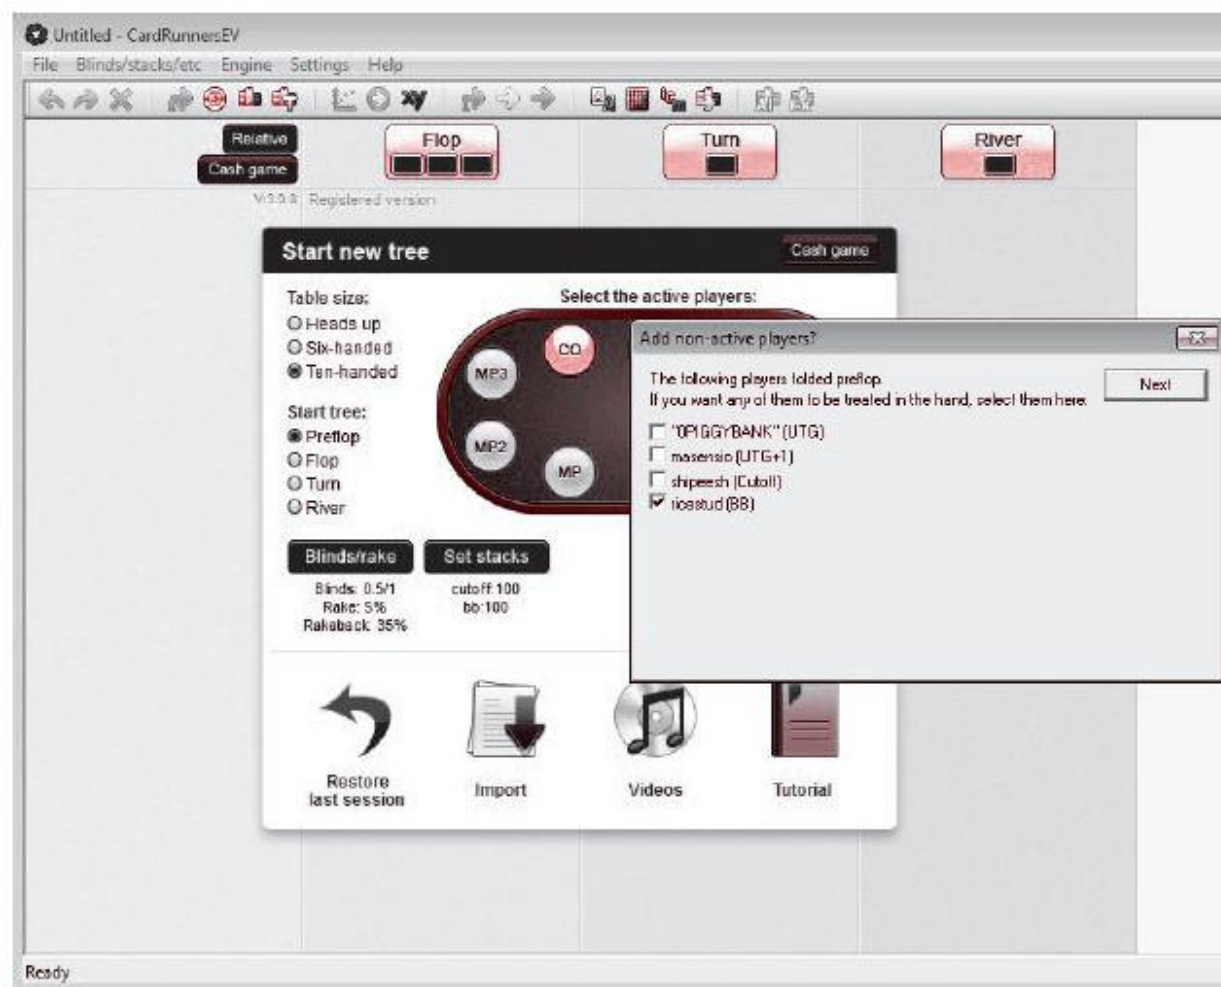 Untitled - CardRunnersEV
File Blinds/stacks/etc Engine Settings Help
Relative
Cash game
Flop
Turn
River
Registered version
Start new tree
Cash game
Table size:
Heads up
Six-handed
Ten-handed
Start tree:
Preflop
Flop
Turn
River
Select the active players:
CO
MP3
MP2
MP
Blinds/rake
Blinds: 0.5/1
Rake: 5%
Rakeback: 35%
Set stacks
cutoff:100
bb:100
Add non-active players?
The following players folded preflop.
If you want any of them to be treated in the hand, select them here:
Next
"0PIGGYBANK" (UTG)
masensio (UTG+1)
shipeesh (Cutoff)
ricestud (BB)
Restore
last session
Import
Videos
Tutorial
Ready